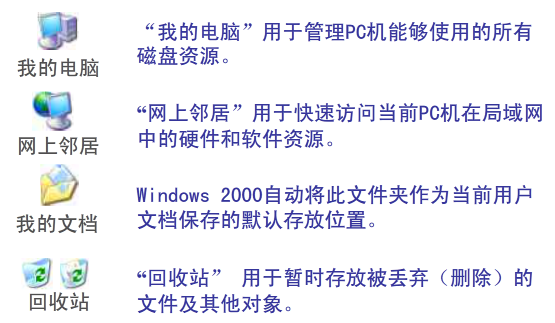 我的电脑
“我的电脑”用于管理PC机能够使用的所有
磁盘资源。
网上邻居
“网上邻居”用于快速访问当前PC机在局域网
中的硬件和软件资源。
我的文档
Windows 2000自动将此文件夹作为当前用户
文档保存的默认存放位置。
回收站
“回收站” 用于暂时存放被丢弃（删除）的
文件及其他对象。